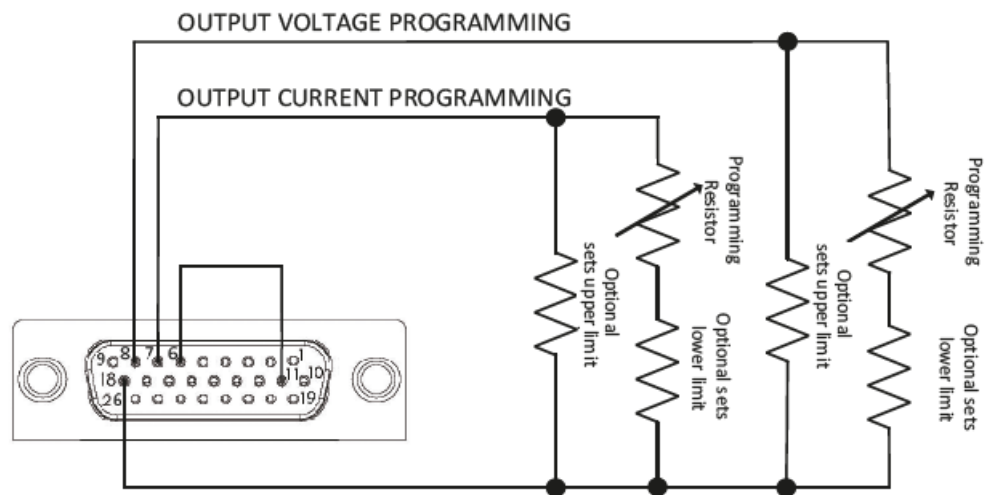 OUTPUT VOLTAGE PROGRAMMING
OUTPUT CURRENT PROGRAMMING
Programming
Resistor
Optional
sets upper limit
Optional sets
lower limit
Programming
Resistor
Optional
sets upper limit
Optional sets
lower limit
9 8 7 6 1
18 11 10
26 19